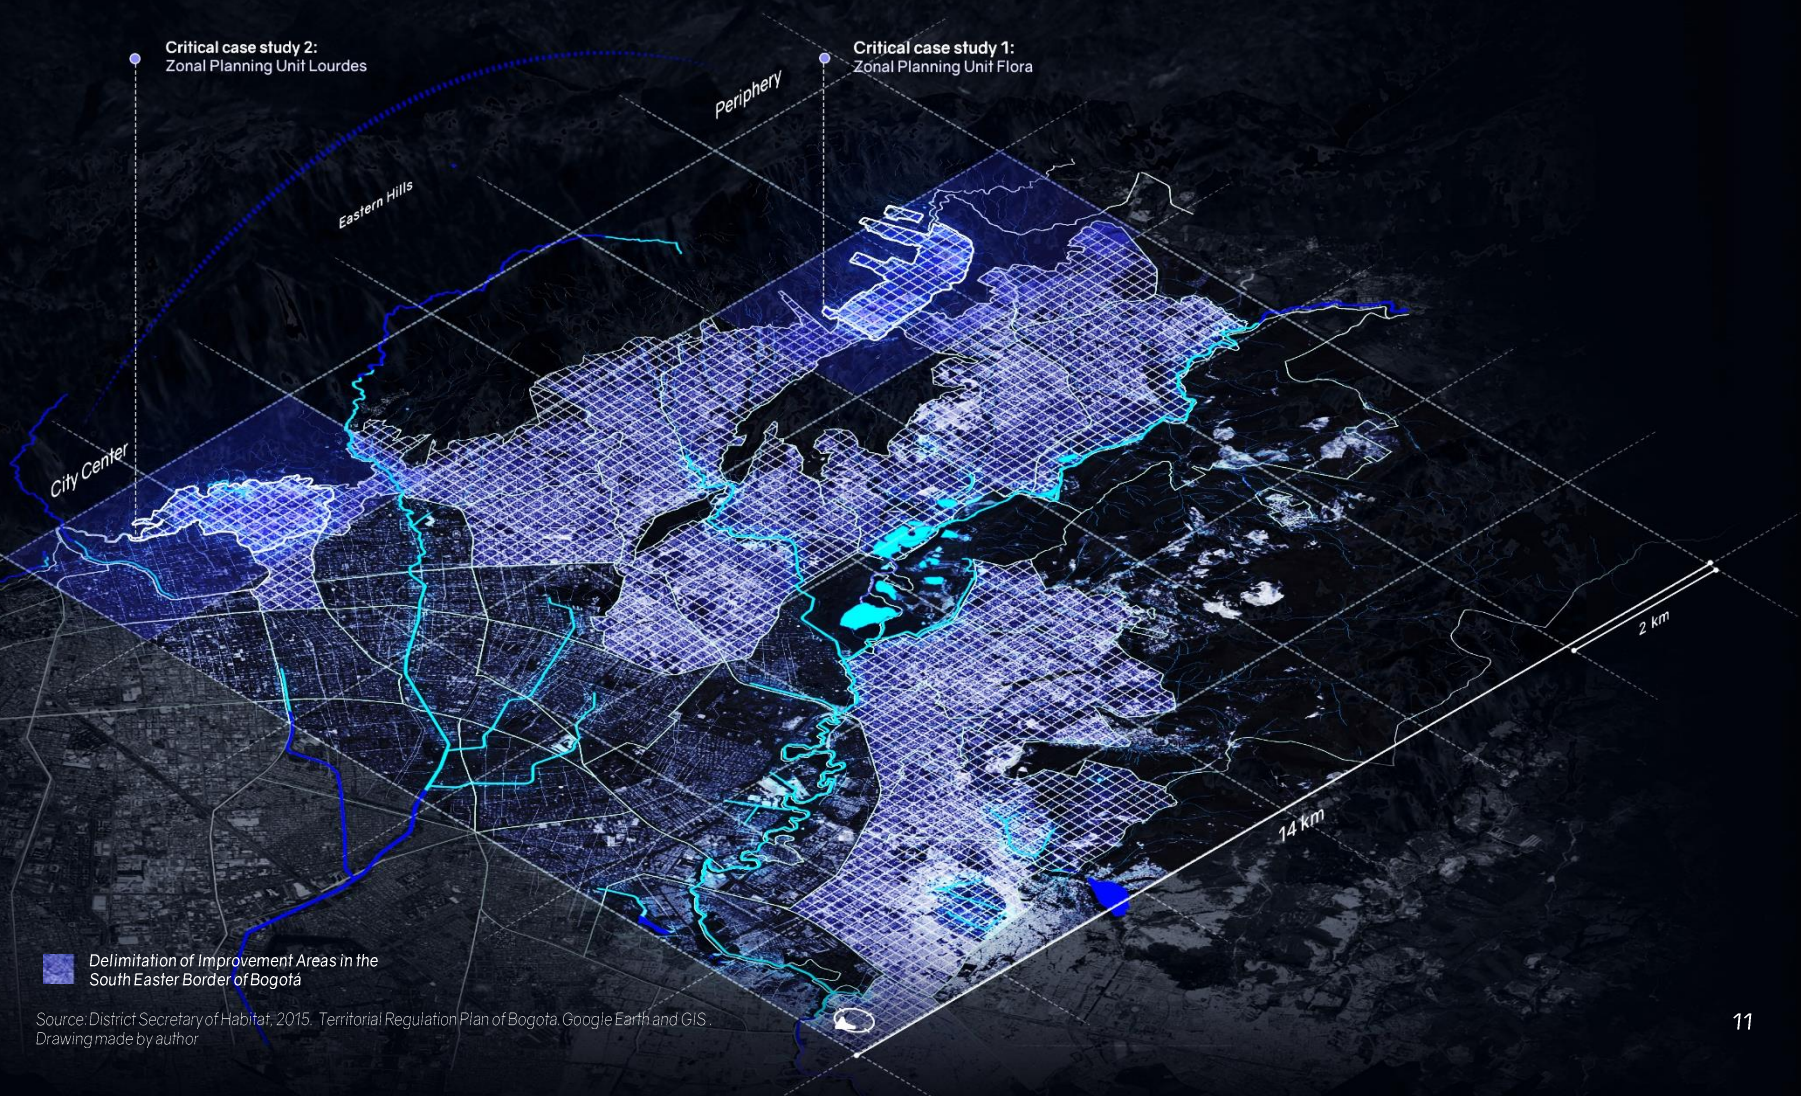 Critical case study 2:
Zonal Planning Unit Lourdes
Critical case study 1:
Zonal Planning Unit Flora
Periphery
Eastern Hills
City Center
2 km
14 km
Delimitation of Improvement Areas in the
South Easter Border of Bogotá
Source: District Secretary of Habitat, 2015. Territorial Regulation Plan of Bogota. Google Earth and GIS .
Drawing made by author
11